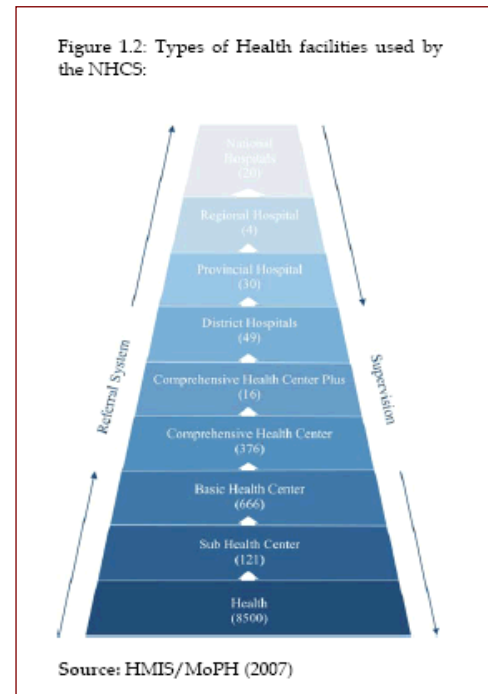 Figure 1.2: Types of Health facilities used by
the NHCS:
National
Hospitals
(20)
Regional Hospital
(4)
Provincial Hospital
(30)
District Hospitals
(49)
Comprehensive Health Center Plus
(16)
Comprehensive Health Center
(376)
Basic Health Center
(666)
Sub Health Center
(121)
Health
(8500)
Referral System
Supervision
Source: HMIS/MoPH (2007)